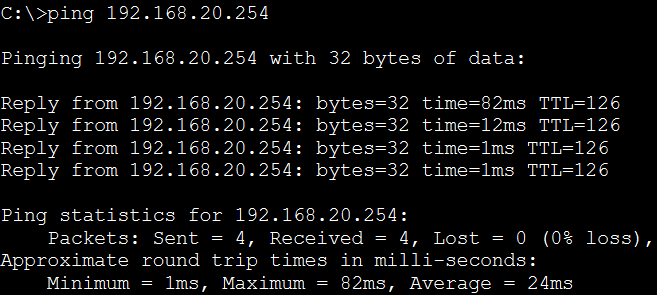 C:\>ping 192.168.20.254
Pinging 192.168.20.254 with 32 bytes of data:
Reply from 192.168.20.254: bytes=32 time=82ms TTL=126
Reply from 192.168.20.254: bytes=32 time=12ms TTL=126
Reply from 192.168.20.254: bytes=32 time=1ms TTL=126
Reply from 192.168.20.254: bytes=32 time=1ms TTL=126
Ping statistics for 192.168.20.254:
    Packets: Sent = 4, Received = 4, Lost = 0 (0% loss),
Approximate round trip times in milli-seconds:
    Minimum = 1ms, Maximum = 82ms, Average = 24ms